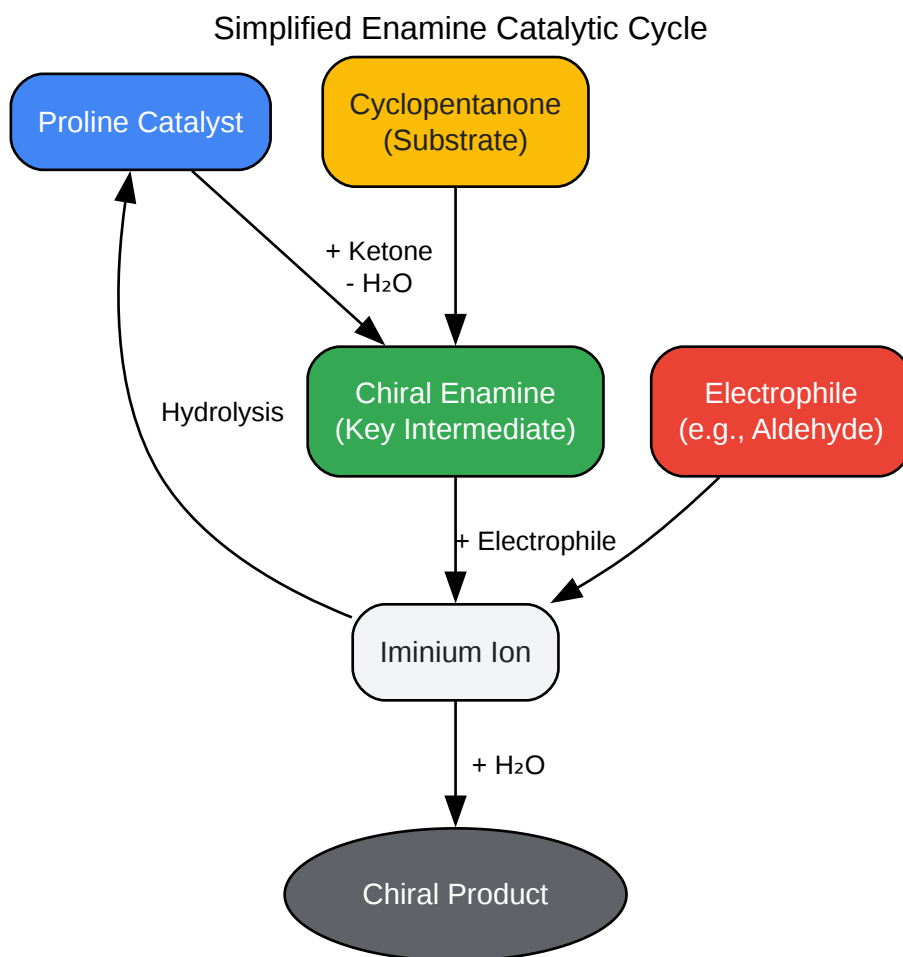 Simplified Enamine Catalytic Cycle
Proline Catalyst
Cyclopentanone
(Substrate)
+ Ketone
- H₂O
Chiral Enamine
(Key Intermediate)
Electrophile
(e.g., Aldehyde)
Hydrolysis
+ Electrophile
Iminium Ion
+ H₂O
Chiral Product